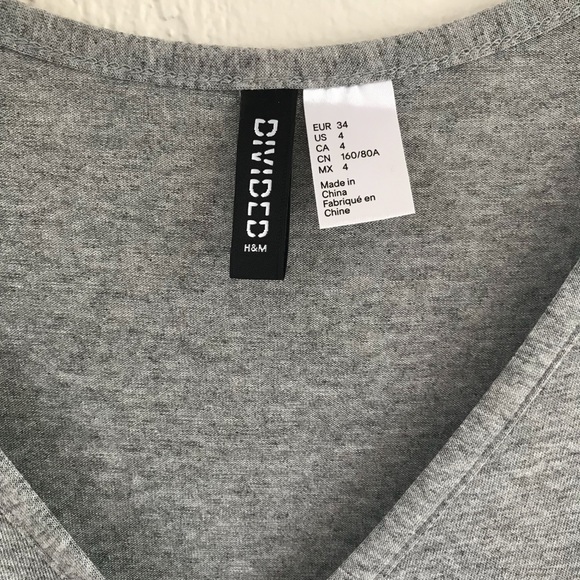 DIVIDED
H&M
EUR 34
US 4
CA 4
CN 160/80A
MX 4
Made in
China
Fabriqué en
Chine